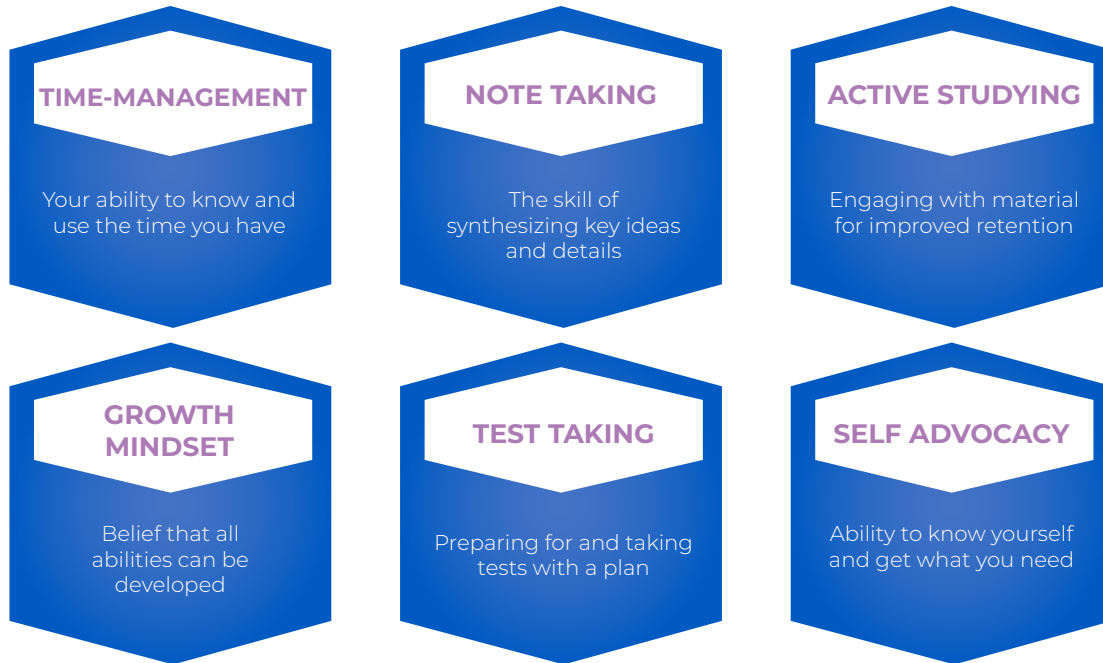 TIME-MANAGEMENT
Your ability to know and
use the time you have
NOTE TAKING
The skill of
synthesizing key ideas
and details
ACTIVE STUDYING
Engaging with material
for improved retention
GROWTH
MINDSET
Belief that all
abilities can be
developed
TEST TAKING
Preparing for and taking
tests with a plan
SELF ADVOCACY
Ability to know yourself
and get what you need